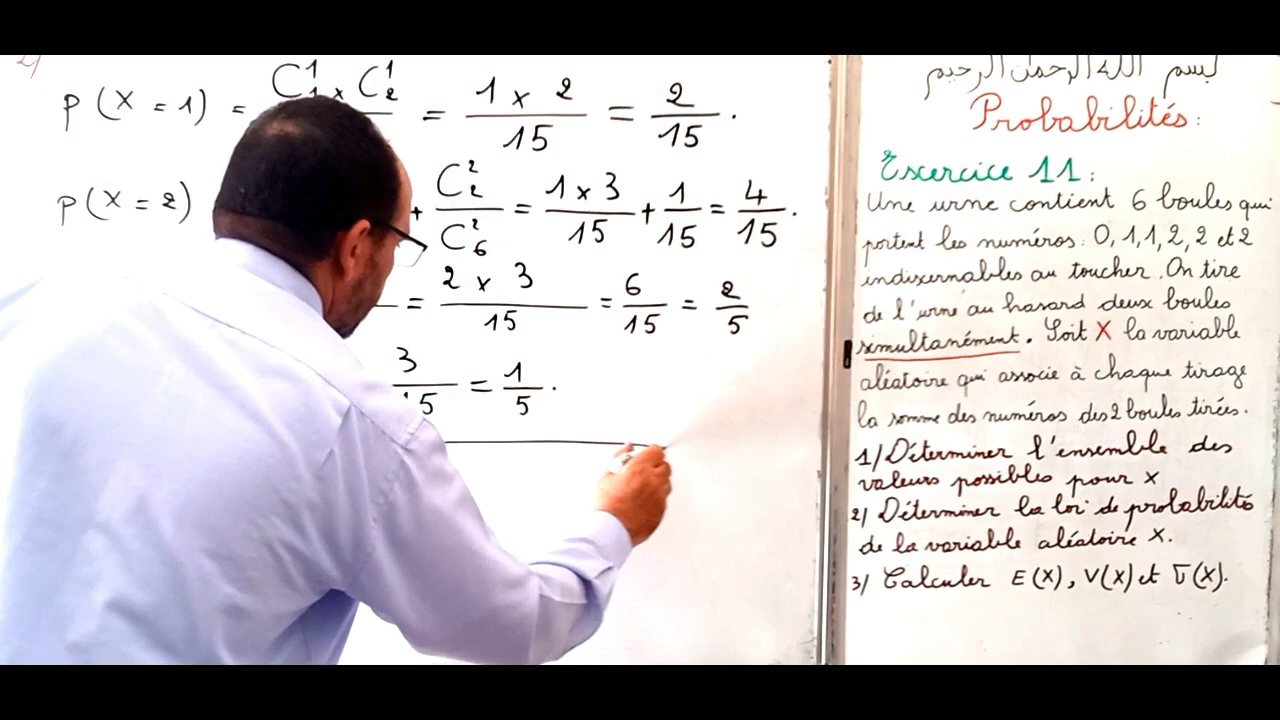 2/
P(X = 1) = C¹₁ × C¹₂ = 1 × 2 / 15 = 2/15 .
p(X = 2) + C²₂ / C²₆ = 1 × 3 / 15 + 1/15 = 4/15 .
= 2 × 3 / 15 = 6/15 = 2/5
3/15 = 1/5 .
بسم الله الرحمن الرحيم
Probabilités :
Exercice 11 :
Une urne contient 6 boules qui
portent les numéros : 0, 1, 1, 2, 2 et 2
indiscernables au toucher. On tire
de l'urne au hasard deux boules
simultanément. Soit X la variable
aléatoire qui associe à chaque tirage
la somme des numéros des 2 boules tirées.
1/ Déterminer l'ensemble des
valeurs possibles pour X
2/ Déterminer la loi de probabilité
de la variable aléatoire X.
3/ Calculer E(X), V(X) et σ(X).